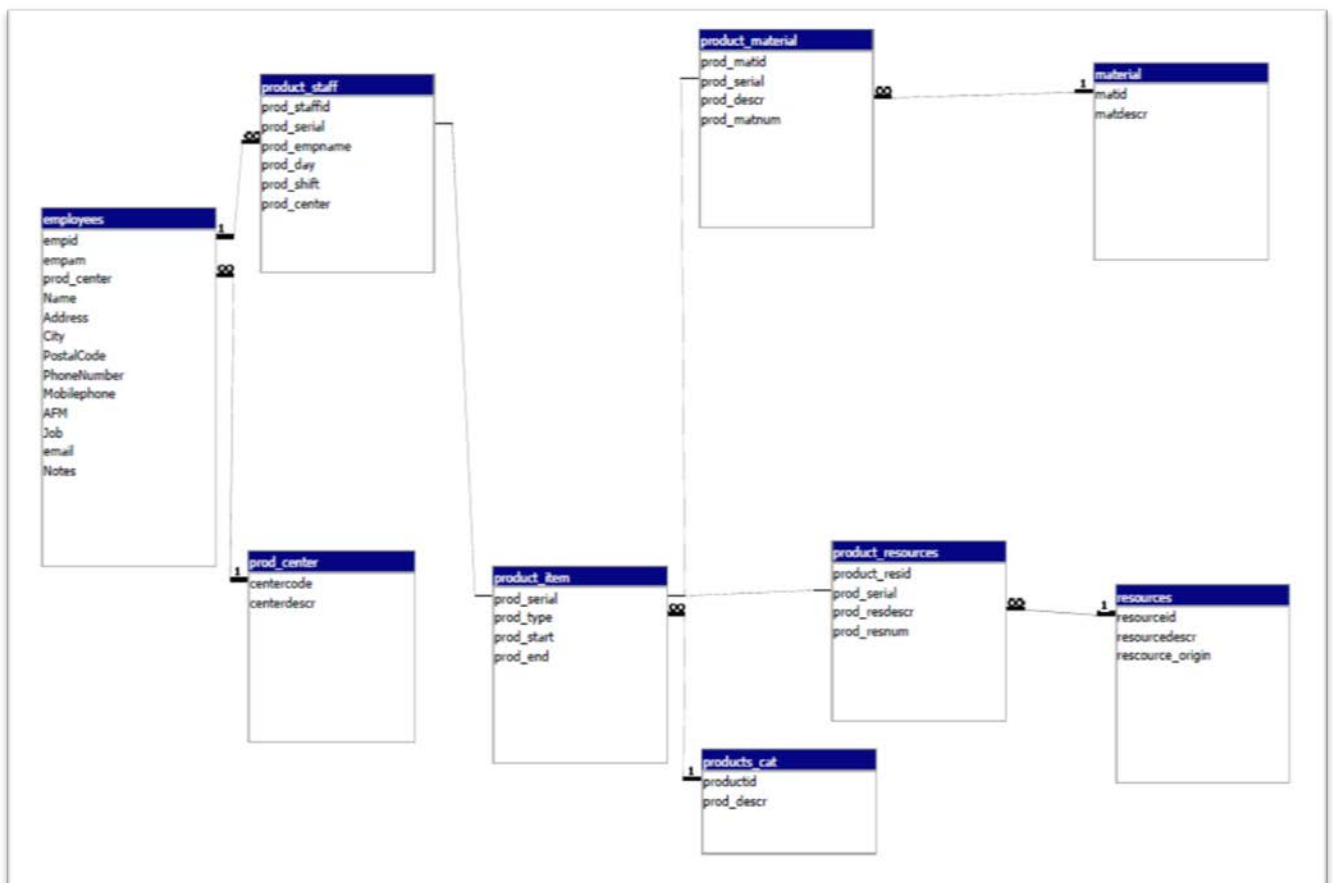 product_material
prod_matid
prod_serial
prod_descr
prod_matnum
∞
1
material
matid
matdescr
product_staff
prod_staffid
prod_serial
prod_empname
prod_day
prod_shift
prod_center
∞
employees
empid
empam
prod_center
Name
Address
City
PostalCode
PhoneNumber
Mobilephone
AFM
Job
email
Notes
1
∞
1
prod_center
centercode
centerdescr
product_item
prod_serial
prod_type
prod_start
prod_end
∞
product_resources
product_resid
prod_serial
prod_resdescr
prod_resnum
∞
1
resources
resourceid
resourcedescr
rescource_origin
1
products_cat
productid
prod_descr